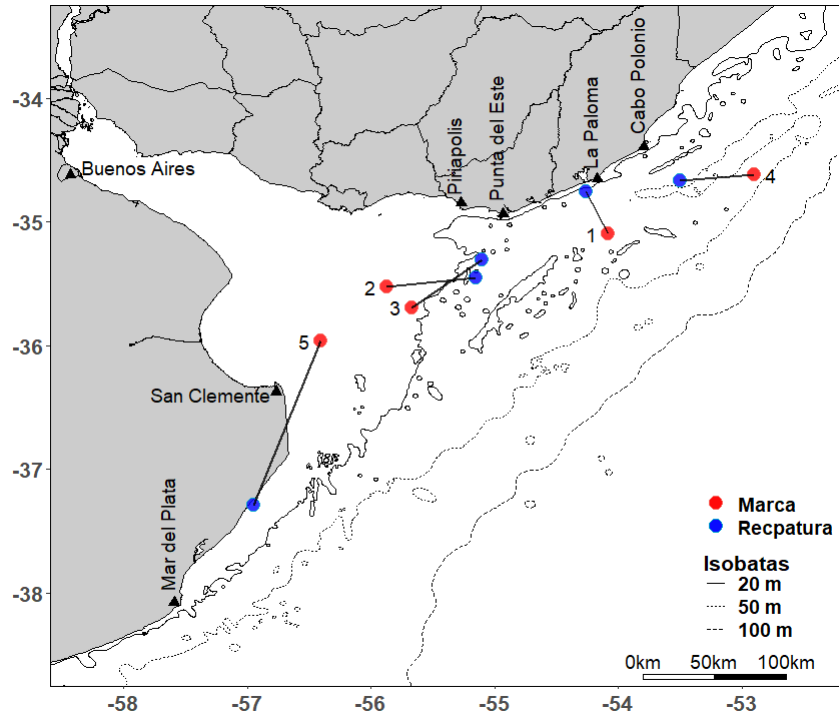 -34
-35
-36
-37
-38
Buenos Aires
Piriapolis
Punta del Este
La Paloma
Cabo Polonio
4
1
2
3
5
San Clemente
Mar del Plata
Marca
Recpatura
Isobatas
20 m
50 m
100 m
0km 50km 100km
-58 -57 -56 -55 -54 -53